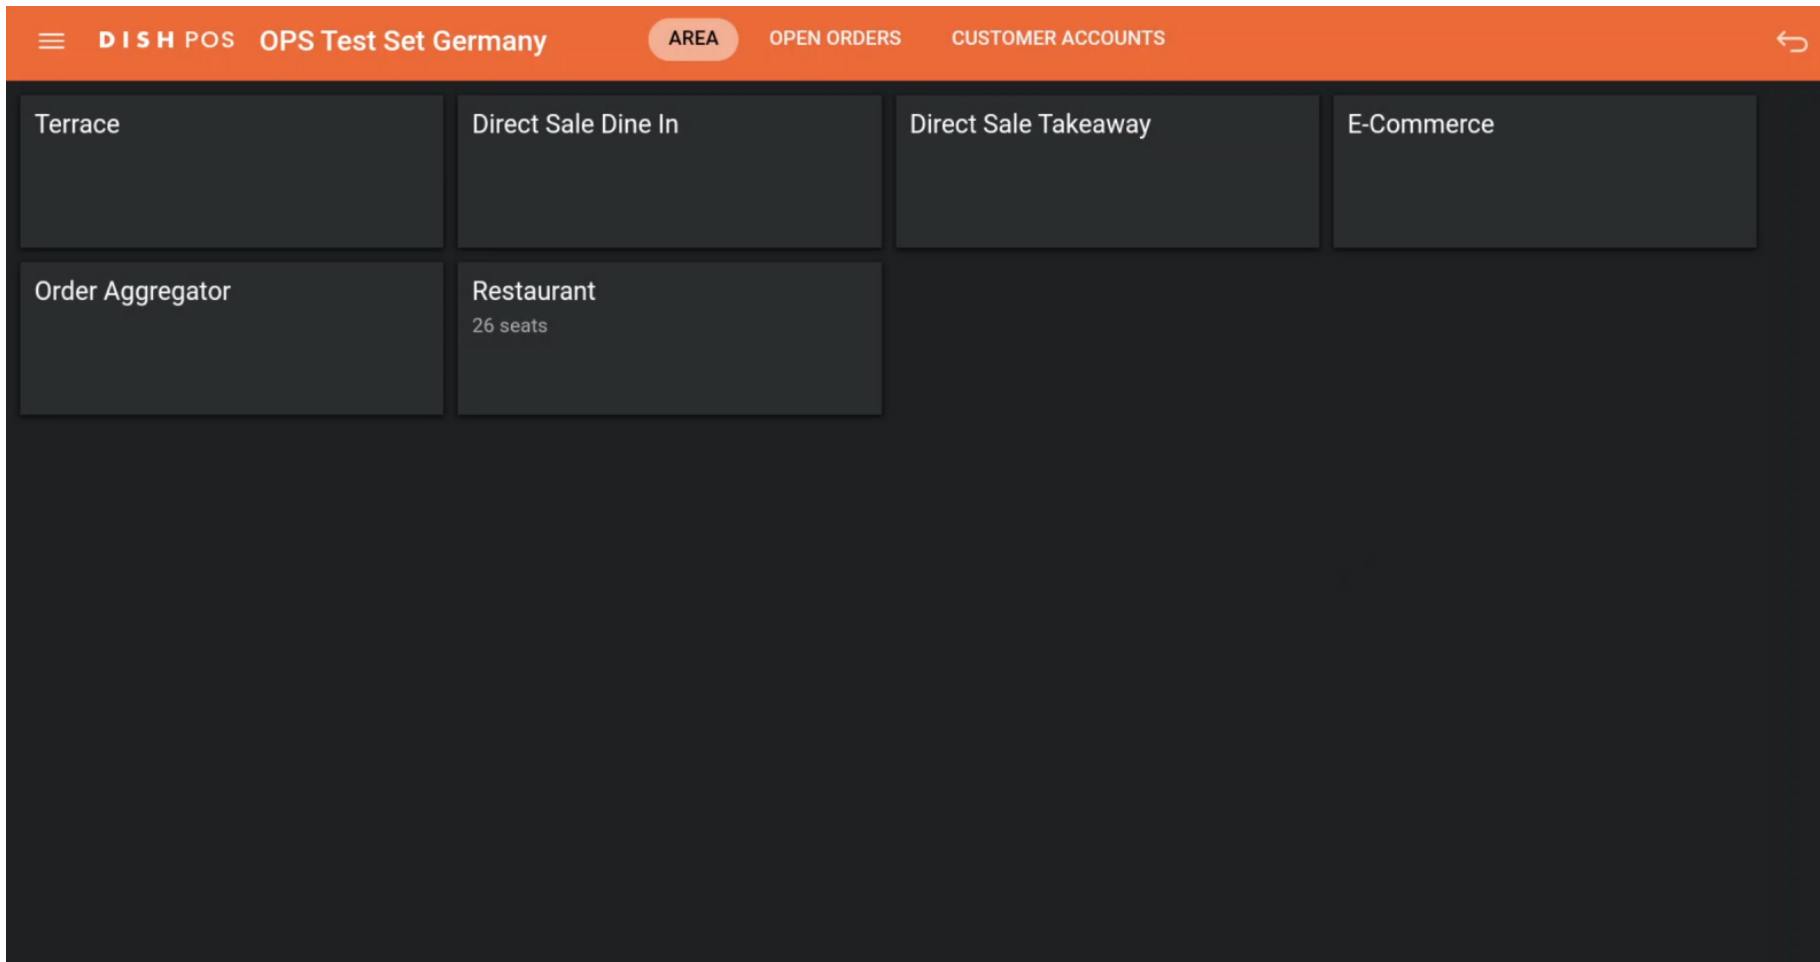 DISH POS OPS Test Set Germany AREA OPEN ORDERS CUSTOMER ACCOUNTS
Terrace
Direct Sale Dine In
Direct Sale Takeaway
E-Commerce
Order Aggregator
Restaurant
26 seats